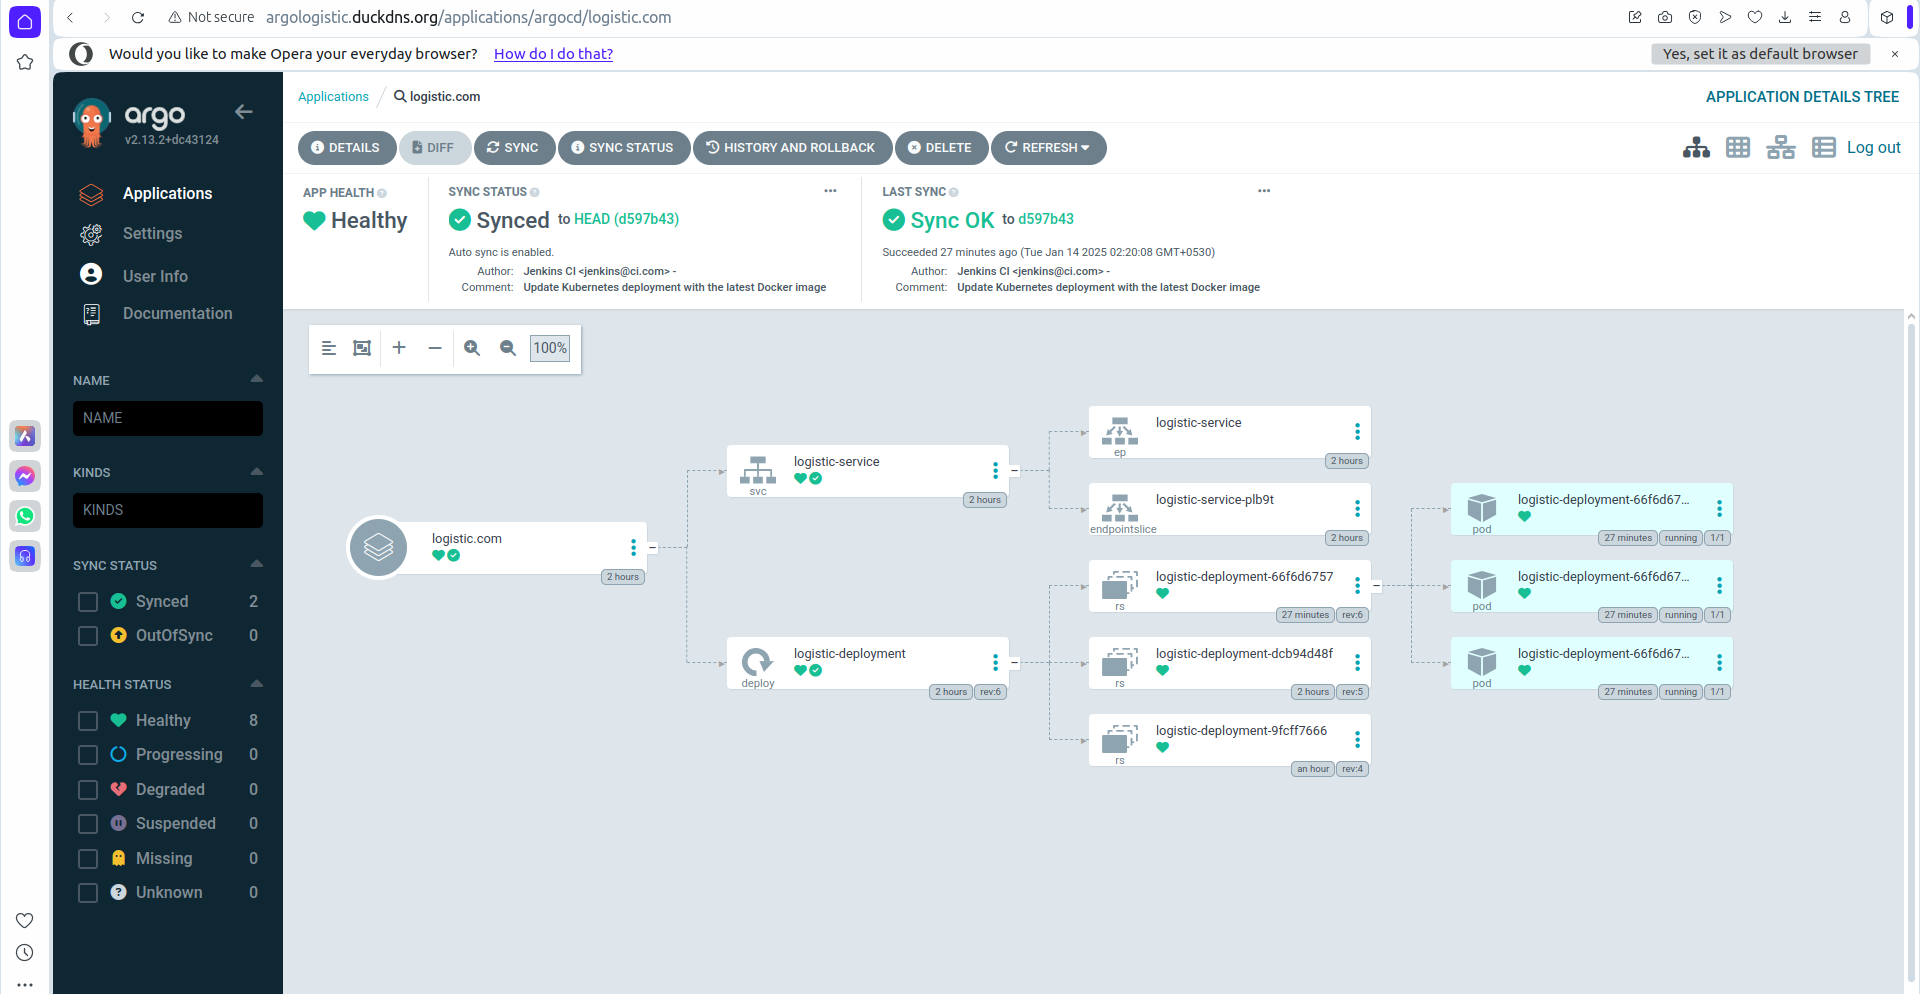 Not secure argologistic.duckdns.org/applications/argocd/logistic.com
Would you like to make Opera your everyday browser? How do I do that? Yes, set it as default browser ×
argo
v2.13.2+dc43124
Applications
Settings
User Info
Documentation
NAME
NAME
KINDS
KINDS
SYNC STATUS
Synced 2
OutOfSync 0
HEALTH STATUS
Healthy 8
Progressing 0
Degraded 0
Suspended 0
Missing 0
Unknown 0
Applications / logistic.com APPLICATION DETAILS TREE
DETAILS DIFF SYNC SYNC STATUS HISTORY AND ROLLBACK DELETE REFRESH Log out
APP HEALTH
Healthy
SYNC STATUS
Synced to HEAD (d597b43)
Auto sync is enabled.
Author: Jenkins CI <jenkins@ci.com> -
Comment: Update Kubernetes deployment with the latest Docker image
LAST SYNC
Sync OK to d597b43
Succeeded 27 minutes ago (Tue Jan 14 2025 02:20:08 GMT+0530)
Author: Jenkins CI <jenkins@ci.com> -
Comment: Update Kubernetes deployment with the latest Docker image
100%
logistic.com
2 hours
logistic-service
svc
2 hours
logistic-deployment
deploy
2 hours rev:6
logistic-service
ep
2 hours
logistic-service-plb9t
endpointslice
2 hours
logistic-deployment-66f6d6757
rs
27 minutes rev:6
logistic-deployment-dcb94d48f
rs
2 hours rev:5
logistic-deployment-9fcff7666
rs
an hour rev:4
logistic-deployment-66f6d67...
pod
27 minutes running 1/1
logistic-deployment-66f6d67...
pod
27 minutes running 1/1
logistic-deployment-66f6d67...
pod
27 minutes running 1/1